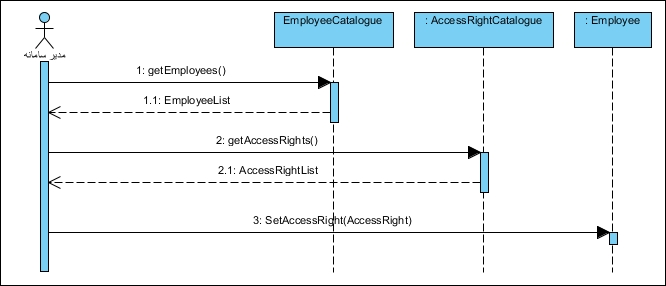 EmployeeCatalogue
: AccessRightCatalogue
: Employee
مدیر سامانه
1: getEmployees()
1.1: EmployeeList
2: getAccessRights()
2.1: AccessRightList
3: SetAccessRight(AccessRight)